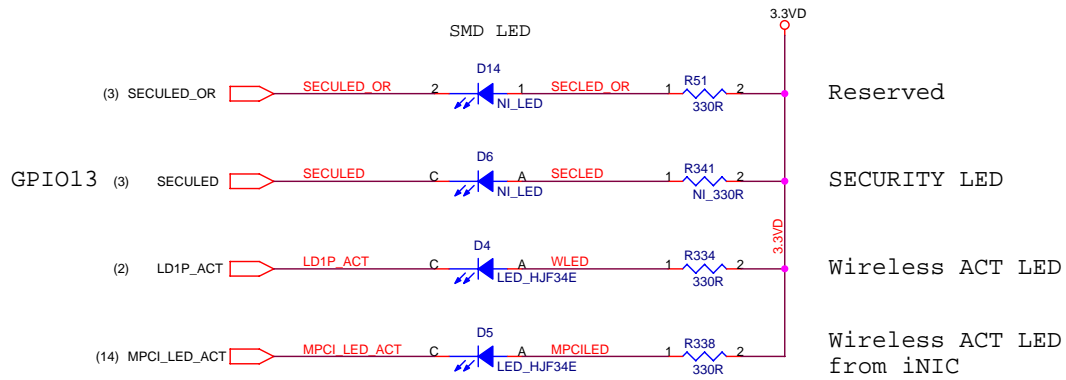 3.3VD
SMD LED
(3) SECULED_OR SECULED_OR 2 D14 1 SECLED_OR 1 R51 2 Reserved
NI_LED 330R
GPIO13 (3) SECULED SECULED C D6 A SECLED 1 R341 2 SECURITY LED
NI_LED NI_330R
3.3VD
(2) LD1P_ACT LD1P_ACT C D4 A WLED 1 R334 2 Wireless ACT LED
LED_HJF34E 330R
(14) MPCI_LED_ACT MPCI_LED_ACT C D5 A MPCILED 1 R338 2 Wireless ACT LED
LED_HJF34E 330R from iNIC